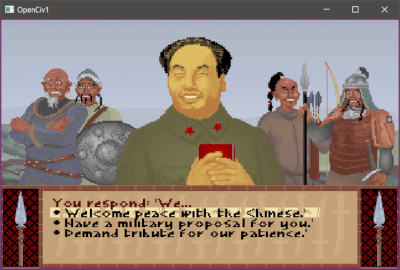 OpenCiv1
You respond: 'We...
• Welcome peace with the Chinese.'
• Have a military proposal for you.'
• Demand tribute for our patience.'